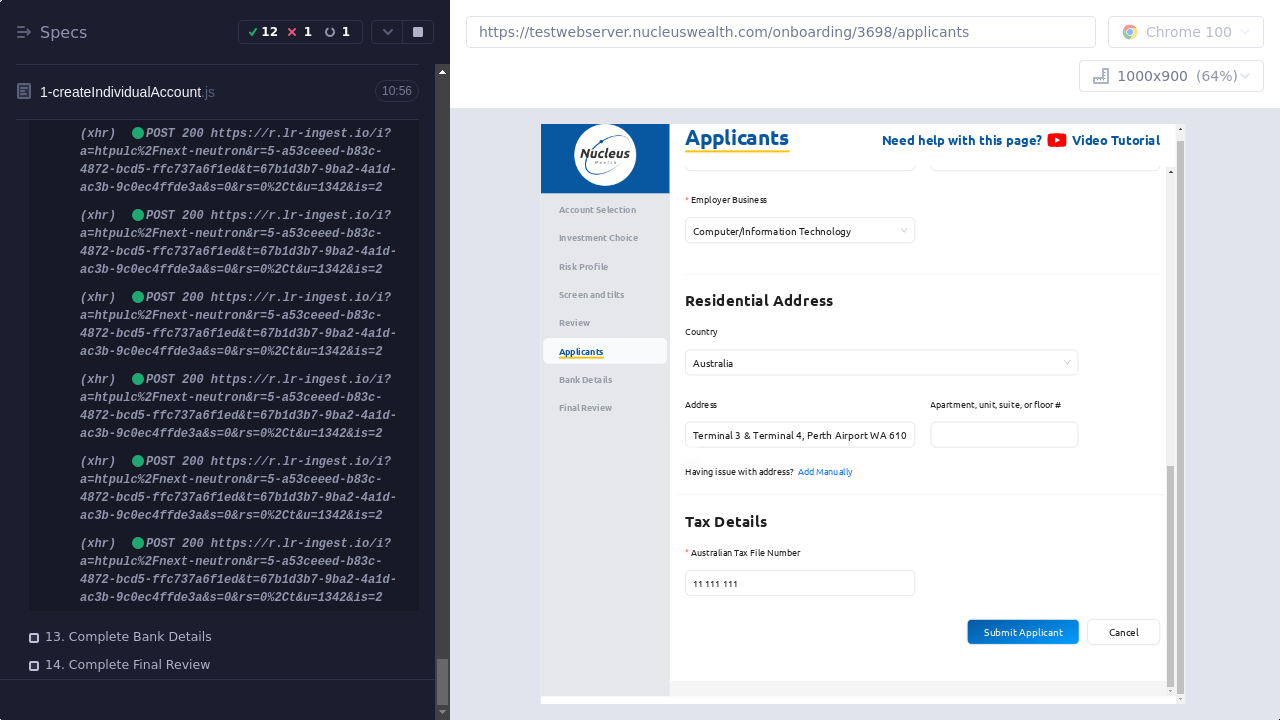 Specs
12
1
1
1-createIndividualAccount.js
10:56
(xhr) POST 200 https://r.lr-ingest.io/i?
a=htpulc%2Fnext-neutron&r=5-a53ceeed-b83c-
4872-bcd5-ffc737a6f1ed&t=67b1d3b7-9ba2-4a1d-
ac3b-9c0ec4ffde3a&s=0&rs=0%2Ct&u=1342&is=2
(xhr) POST 200 https://r.lr-ingest.io/i?
a=htpulc%2Fnext-neutron&r=5-a53ceeed-b83c-
4872-bcd5-ffc737a6f1ed&t=67b1d3b7-9ba2-4a1d-
ac3b-9c0ec4ffde3a&s=0&rs=0%2Ct&u=1342&is=2
(xhr) POST 200 https://r.lr-ingest.io/i?
a=htpulc%2Fnext-neutron&r=5-a53ceeed-b83c-
4872-bcd5-ffc737a6f1ed&t=67b1d3b7-9ba2-4a1d-
ac3b-9c0ec4ffde3a&s=0&rs=0%2Ct&u=1342&is=2
(xhr) POST 200 https://r.lr-ingest.io/i?
a=htpulc%2Fnext-neutron&r=5-a53ceeed-b83c-
4872-bcd5-ffc737a6f1ed&t=67b1d3b7-9ba2-4a1d-
ac3b-9c0ec4ffde3a&s=0&rs=0%2Ct&u=1342&is=2
(xhr) POST 200 https://r.lr-ingest.io/i?
a=htpulc%2Fnext-neutron&r=5-a53ceeed-b83c-
4872-bcd5-ffc737a6f1ed&t=67b1d3b7-9ba2-4a1d-
ac3b-9c0ec4ffde3a&s=0&rs=0%2Ct&u=1342&is=2
(xhr) POST 200 https://r.lr-ingest.io/i?
a=htpulc%2Fnext-neutron&r=5-a53ceeed-b83c-
4872-bcd5-ffc737a6f1ed&t=67b1d3b7-9ba2-4a1d-
ac3b-9c0ec4ffde3a&s=0&rs=0%2Ct&u=1342&is=2
13. Complete Bank Details
14. Complete Final Review
https://testwebserver.nucleuswealth.com/onboarding/3698/applicants
Chrome 100
1000x900 (64%)
Nucleus
Wealth
Account Selection
Investment Choice
Risk Profile
Screen and tilts
Review
Applicants
Bank Details
Final Review
Applicants
Need help with this page? Video Tutorial
* Employer Business
Computer/Information Technology
Residential Address
Country
Australia
Address
Apartment, unit, suite, or floor #
Terminal 3 & Terminal 4, Perth Airport WA 610
Having issue with address? Add Manually
Tax Details
* Australian Tax File Number
11 111 111
Submit Applicant
Cancel